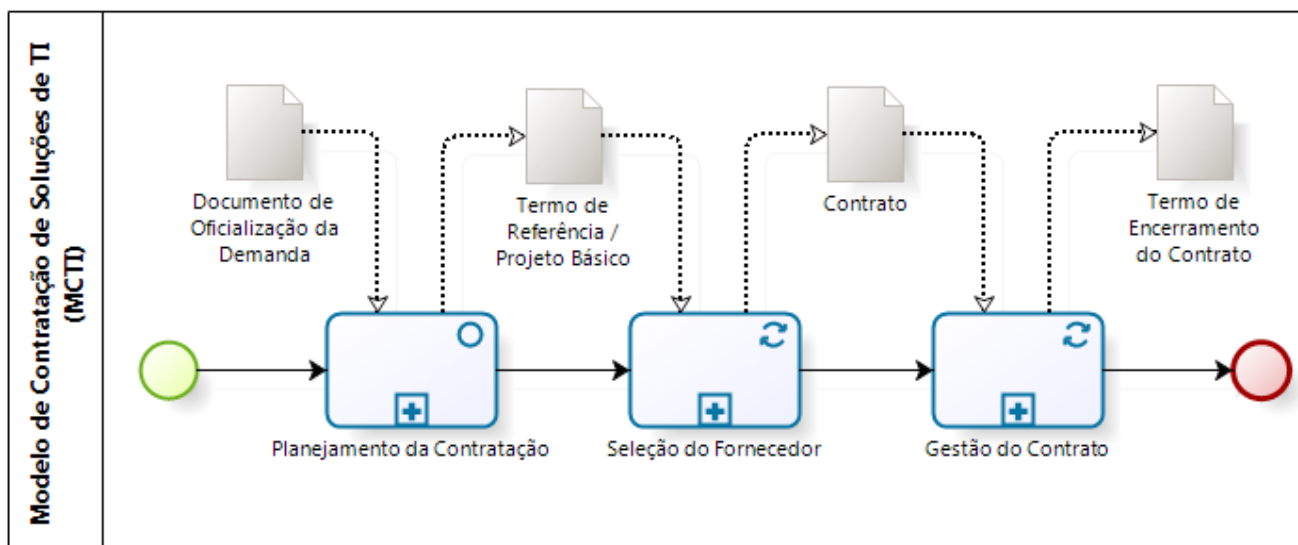 Modelo de Contratação de Soluções de TI
(MCTI)
Documento de
Oficialização da
Demanda
Termo de
Referência /
Projeto Básico
Contrato
Termo de
Encerramento
do Contrato
Planejamento da Contratação
Seleção do Fornecedor
Gestão do Contrato